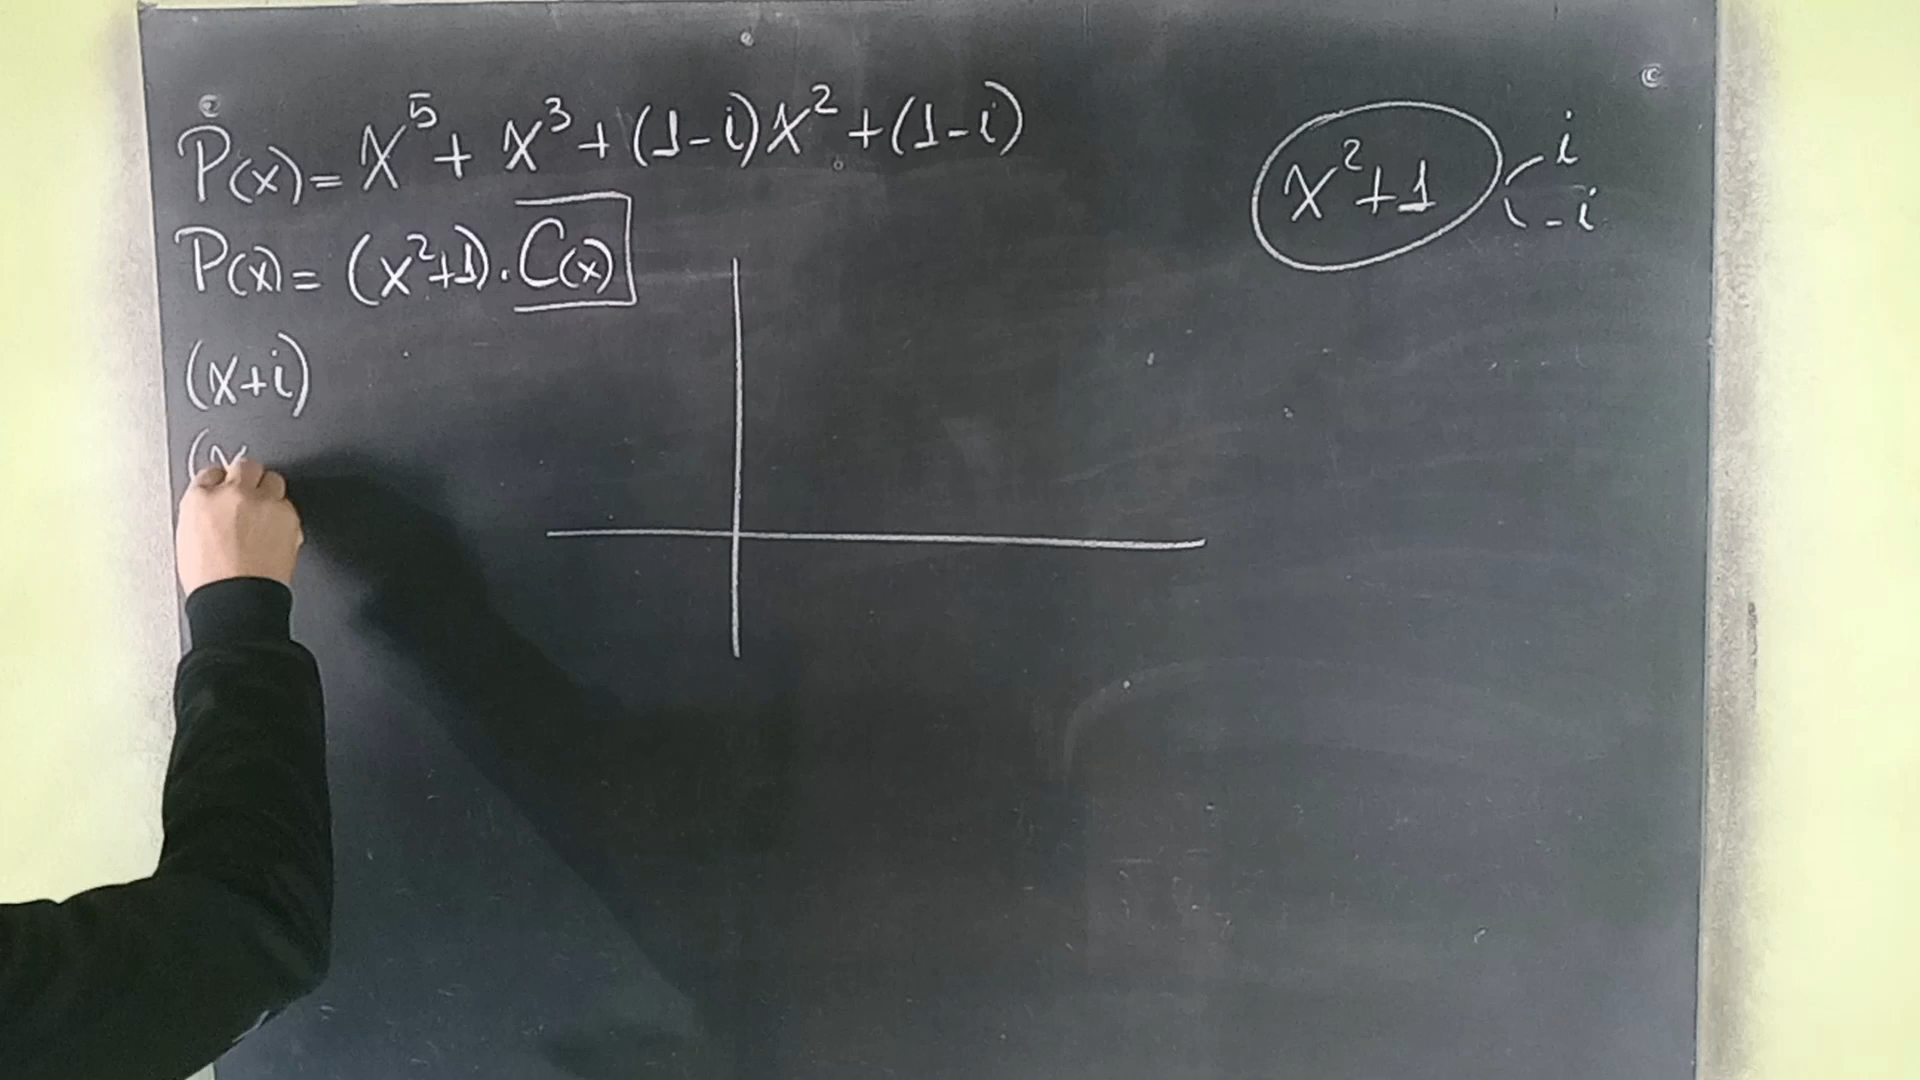 P(x) = x⁵ + x³ + (1-i)x² + (1-i)
x² + 1
i
-i
P(x) = (x²+1) . C(x)
(x+i)
(x